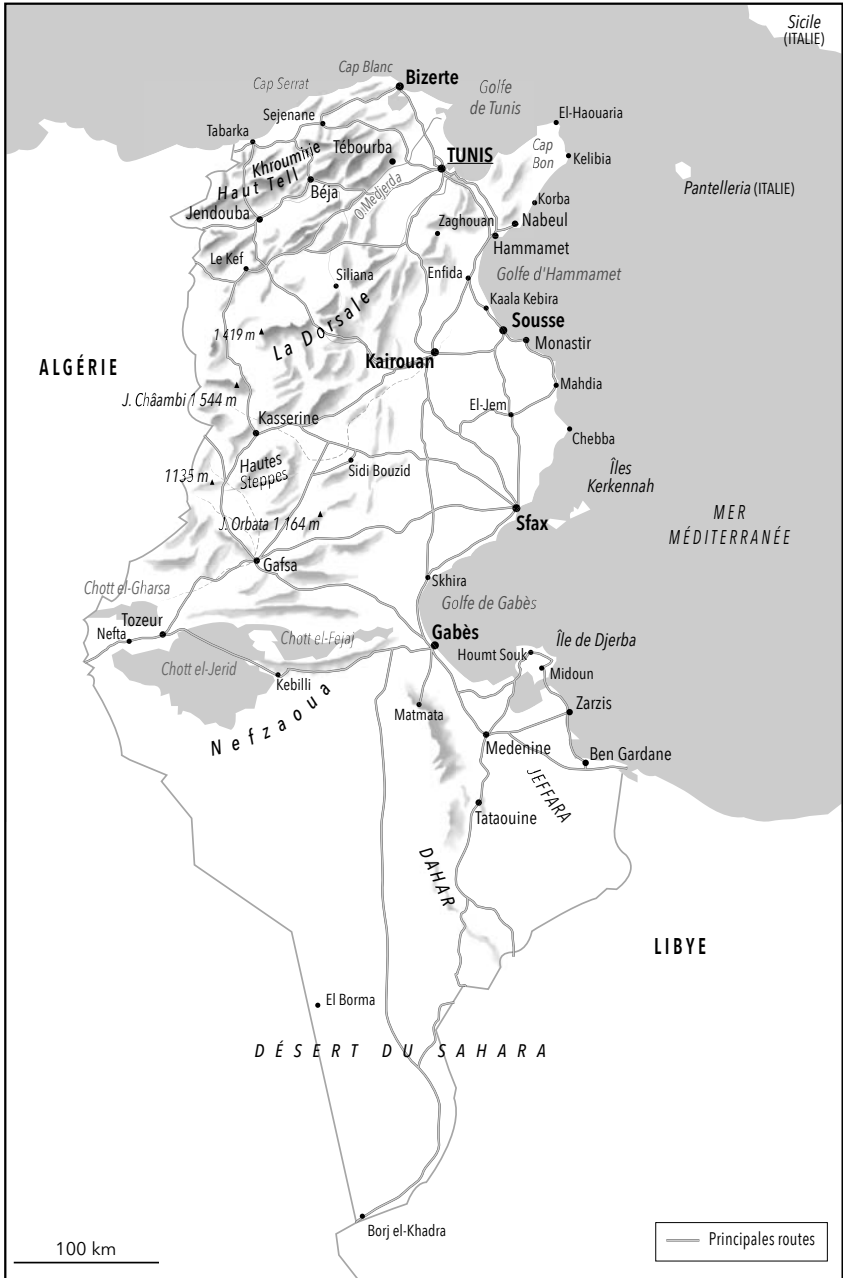 Sicile
(ITALIE)
Cap Blanc
Bizerte
Cap Serrat
Golfe
de Tunis
El-Haouaria
Sejenane
Tabarka
Khroumirie
Tébourba
TUNIS
Cap
Bon
Kelibia
Haut Tell
Béja
O. Medjerda
Pantelleria (ITALIE)
Korba
Jendouba
Nabeul
Zaghouan
Hammamet
Le Kef
Siliana
Enfida
Golfe d'Hammamet
Kaala Kebira
La Dorsale
Sousse
1 419 m
Monastir
Kairouan
ALGÉRIE
Mahdia
J. Châambi 1 544 m
El-Jem
Kasserine
Chebba
Hautes
Steppes
Sidi Bouzid
Îles
Kerkennah
1135 m
MER
MÉDITERRANÉE
J. Orbata 1 164 m
Sfax
Gafsa
Skhira
Chott el-Gharsa
Golfe de Gabès
Tozeur
Nefta
Chott el-Fejaj
Gabès
Île de Djerba
Houmt Souk
Chott el-Jerid
Kebilli
Midoun
Nefzaoua
Matmata
Zarzis
Medenine
Ben Gardane
JEFFARA
Tataouine
DAHAR
LIBYE
El Borma
DÉSERT DU SAHARA
Borj el-Khadra
100 km
Principales routes